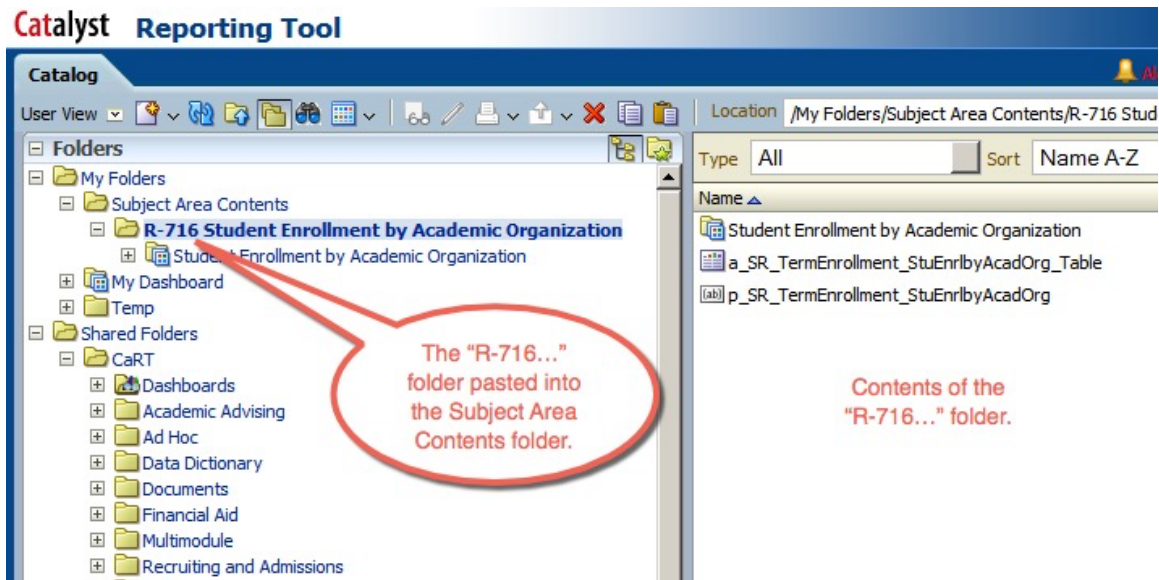 Catalyst Reporting Tool
Catalog
User View
Location /My Folders/Subject Area Contents/R-716 Stud
Folders
My Folders
Subject Area Contents
R-716 Student Enrollment by Academic Organization
Student Enrollment by Academic Organization
My Dashboard
Temp
Shared Folders
CaRT
Dashboards
Academic Advising
Ad Hoc
Data Dictionary
Documents
Financial Aid
Multimodule
Recruiting and Admissions
The “R-716...”
folder pasted into
the Subject Area
Contents folder.
Type All Sort Name A-Z
Name
Student Enrollment by Academic Organization
a_SR_TermEnrollment_StuEnrlbyAcadOrg_Table
p_SR_TermEnrollment_StuEnrlbyAcadOrg
Contents of the
“R-716...” folder.